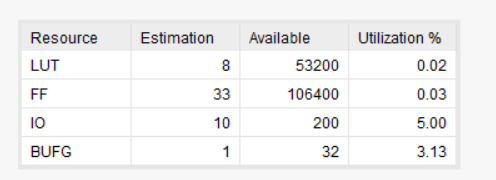 Resource Estimation Available Utilization %
LUT 8 53200 0.02
FF 33 106400 0.03
IO 10 200 5.00
BUFG 1 32 3.13